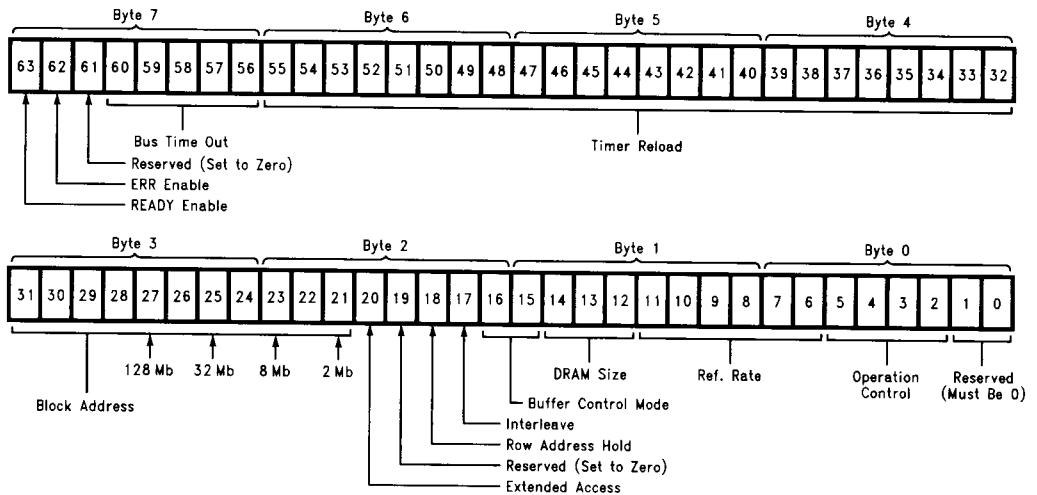 Byte 7 Byte 6 Byte 5 Byte 4
63 62 61 60 59 58 57 56 55 54 53 52 51 50 49 48 47 46 45 44 43 42 41 40 39 38 37 36 35 34 33 32
Bus Time Out Timer Reload
Reserved (Set to Zero)
ERR Enable
READY Enable
Byte 3 Byte 2 Byte 1 Byte 0
31 30 29 28 27 26 25 24 23 22 21 20 19 18 17 16 15 14 13 12 11 10 9 8 7 6 5 4 3 2 1 0
128 Mb 32 Mb 8 Mb 2 Mb DRAM Size Ref. Rate Operation Reserved
Control (Must Be 0)
Block Address Buffer Control Mode
Interleave
Row Address Hold
Reserved (Set to Zero)
Extended Access